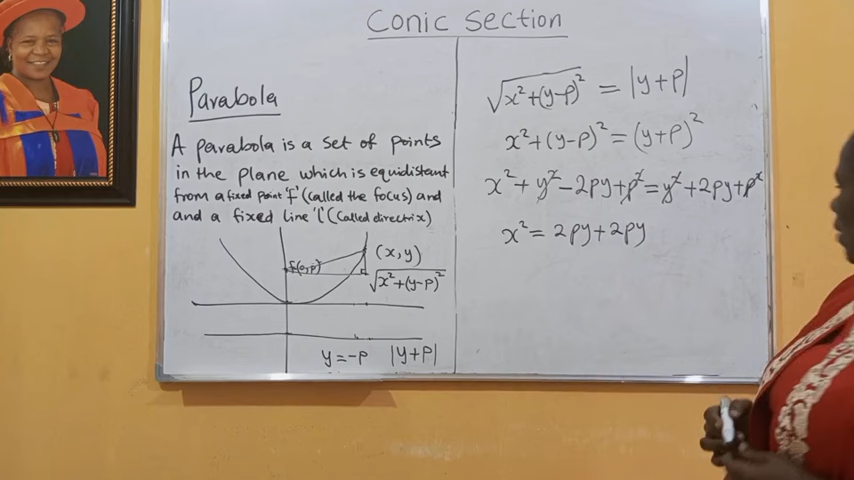 Conic Section
Parabola
A parabola is a set of points
in the plane which is equidistant
from a fixed point 'f' (called the focus) and
and a fixed line 'l' (called directrix)
f(0,p)
(x,y)
√x²+(y-p)²
y=-p |y+p|
√x²+(y-p)² = |y+p|
x²+(y-p)²=(y+p)²
x²+y²-2py+p²=y²+2py+p²
x²=2py+2py